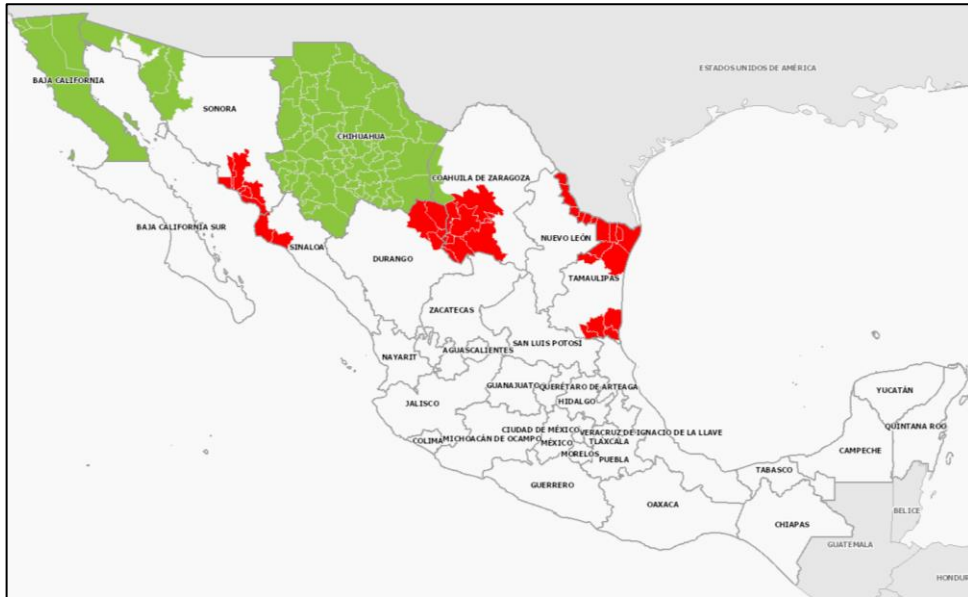 ESTADOS UNIDOS DE AMÉRICA
BAJA CALIFORNIA
SONORA
CHIHUAHUA
COAHUILA DE ZARAGOZA
BAJA CALIFORNIA SUR
NUEVO LEÓN
SINALOA
DURANGO
TAMAULIPAS
ZACATECAS
SAN LUIS POTOSÍ
AGUASCALIENTES
NAYARIT
GUANAJUATO
QUERÉTARO DE ARTEAGA
YUCATÁN
HIDALGO
JALISCO
QUINTANA ROO
CIUDAD DE MÉXICO
VERACRUZ DE IGNACIO DE LA LLAVE
COLIMA
MICHOACÁN DE OCAMPO
MÉXICO
TLAXCALA
CAMPECHE
MORELOS
PUEBLA
TABASCO
GUERRERO
OAXACA
BELICE
CHIAPAS
GUATEMALA
HONDUR